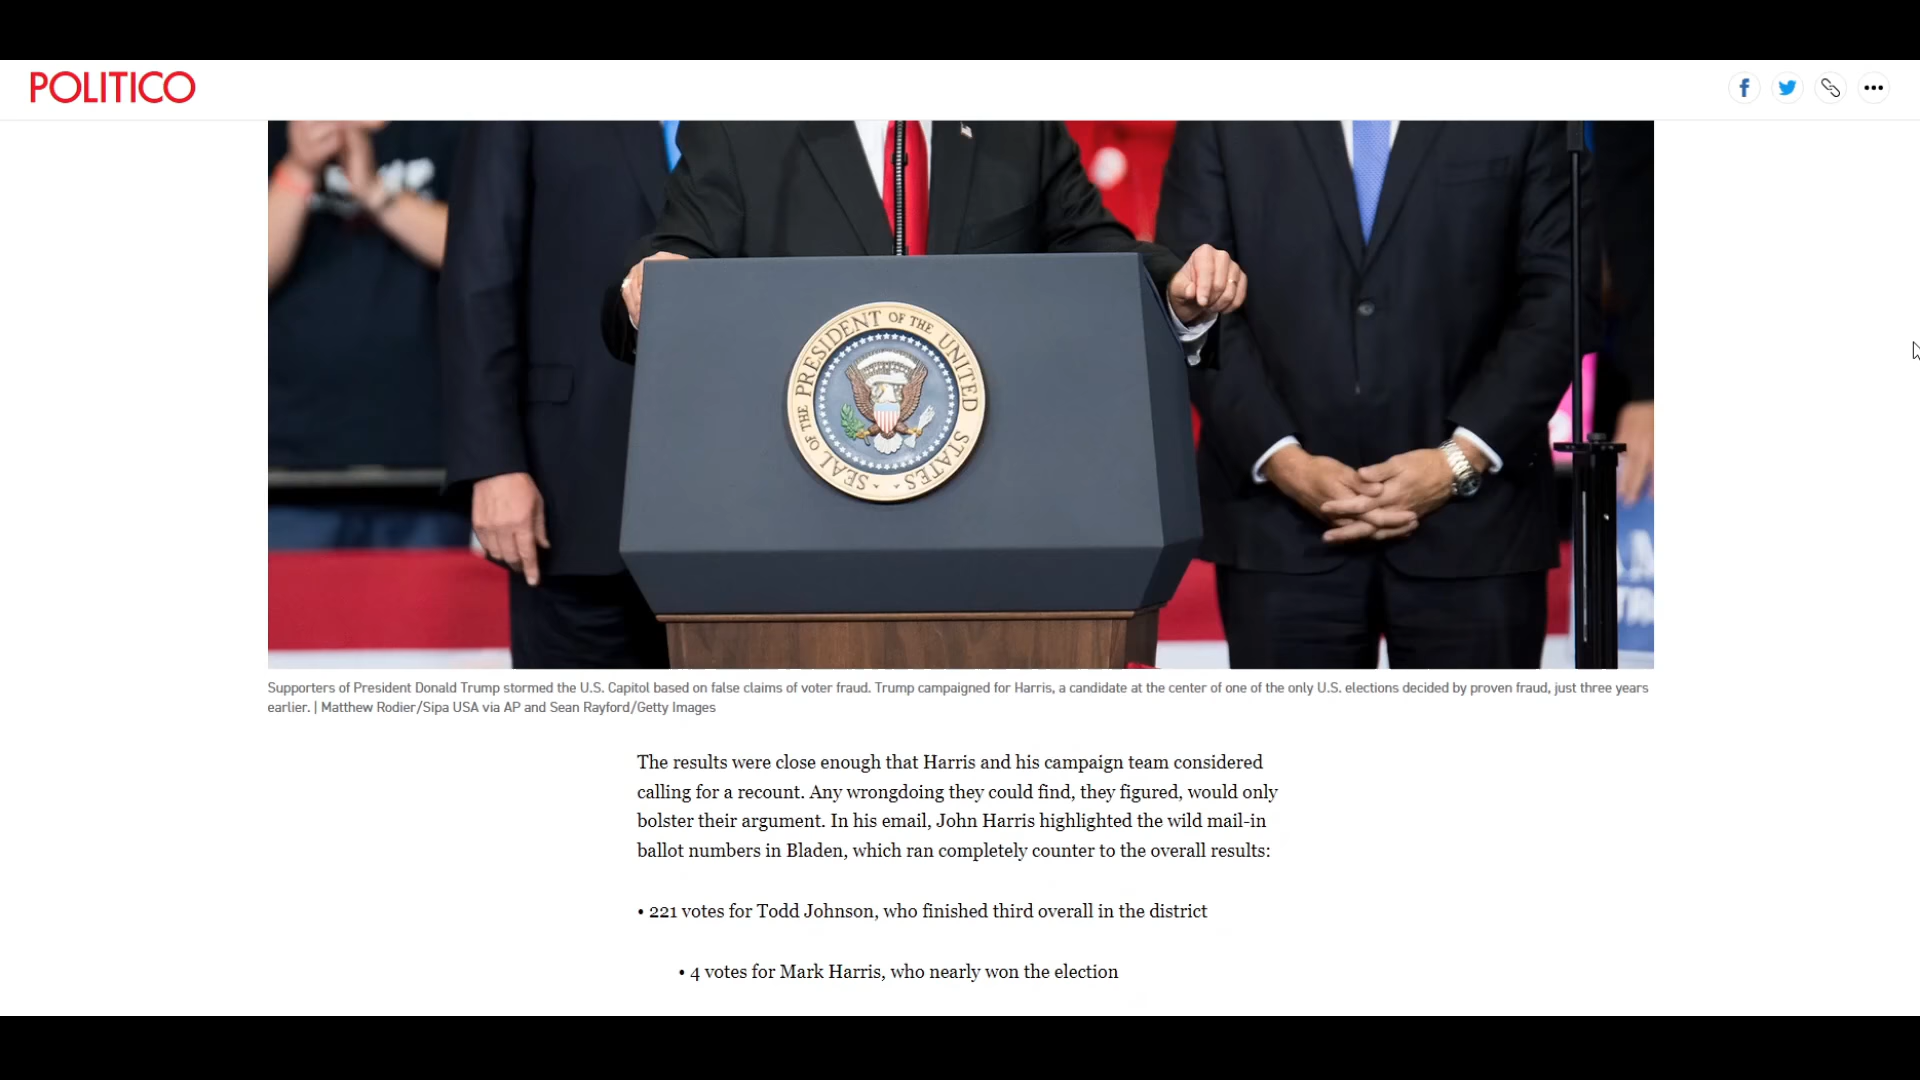 POLITICO
SEAL OF THE PRESIDENT OF THE UNITED STATES
Supporters of President Donald Trump stormed the U.S. Capitol based on false claims of voter fraud. Trump campaigned for Harris, a candidate at the center of one of the only U.S. elections decided by proven fraud, just three years
earlier. | Matthew Rodier/Sipa USA via AP and Sean Rayford/Getty Images
The results were close enough that Harris and his campaign team considered
calling for a recount. Any wrongdoing they could find, they figured, would only
bolster their argument. In his email, John Harris highlighted the wild mail-in
ballot numbers in Bladen, which ran completely counter to the overall results:
• 221 votes for Todd Johnson, who finished third overall in the district
• 4 votes for Mark Harris, who nearly won the election